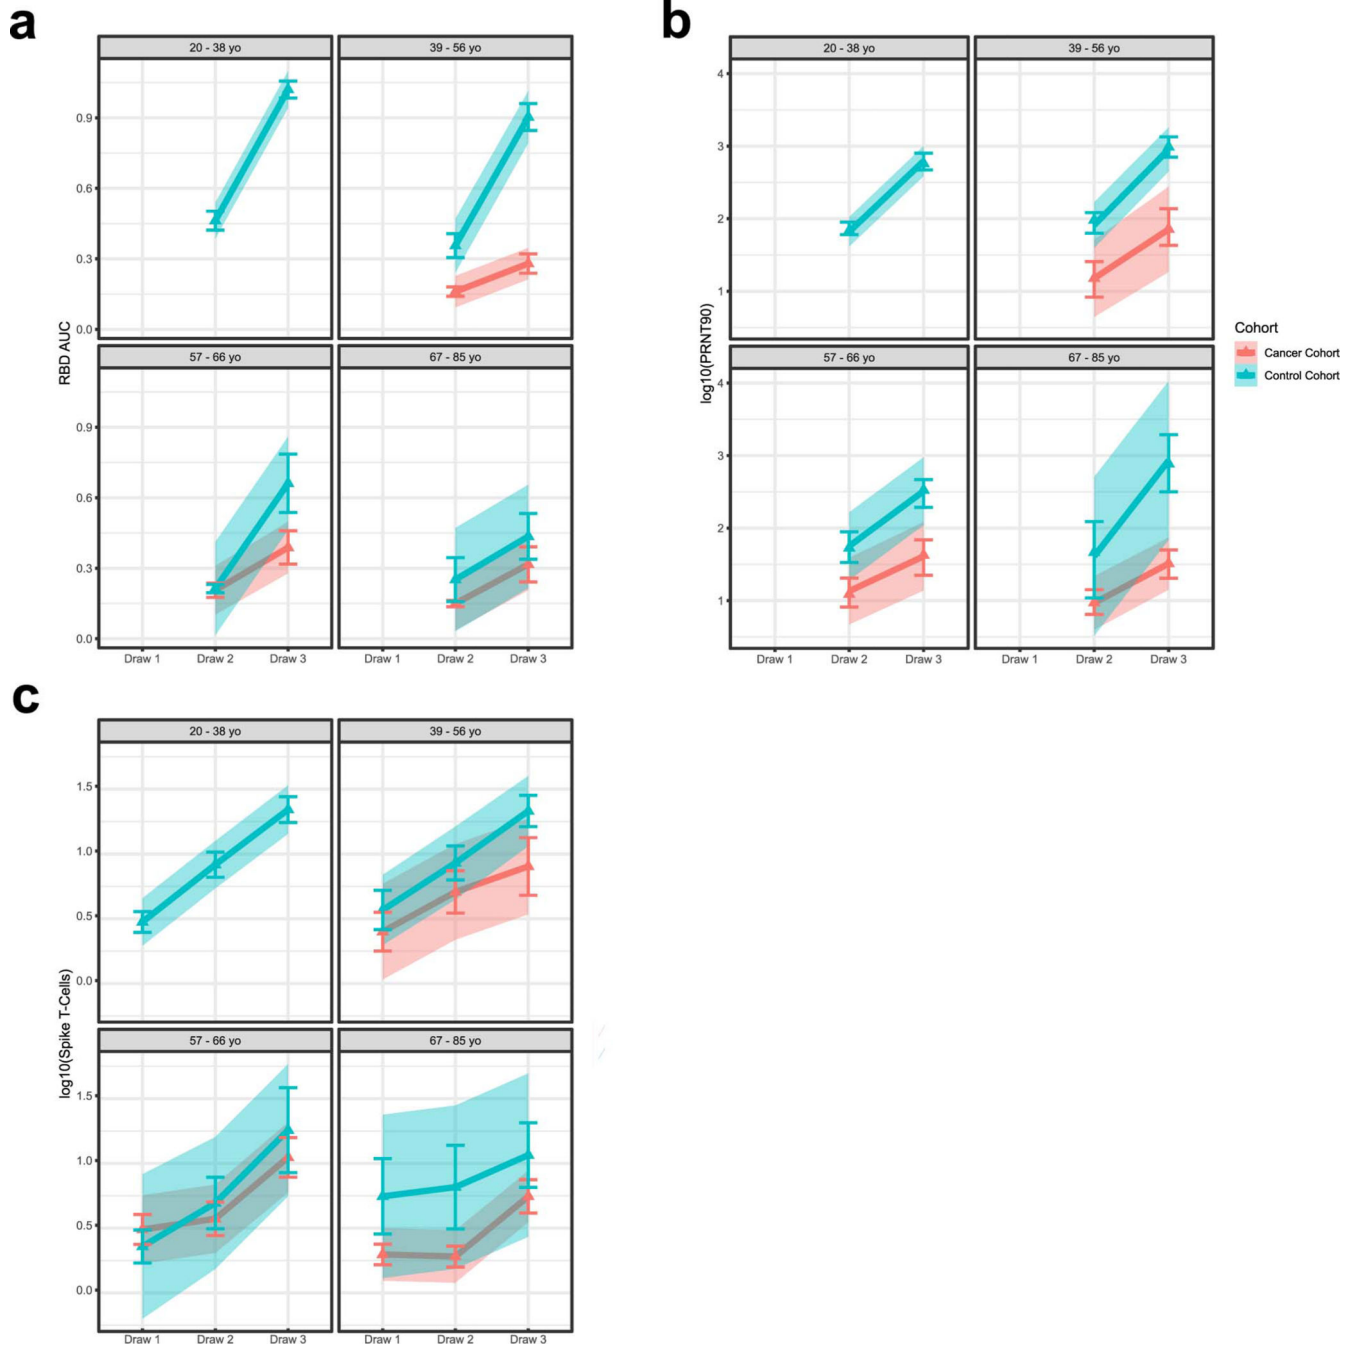 a
20 - 38 yo
39 - 56 yo
0.9
0.6
0.3
0.0
RBD AUC
57 - 66 yo
67 - 85 yo
0.9
0.6
0.3
0.0
Draw 1
Draw 2
Draw 3
Draw 1
Draw 2
Draw 3
b
20 - 38 yo
39 - 56 yo
4
3
2
1
log10(PRNT90)
57 - 66 yo
67 - 85 yo
4
3
2
1
Draw 1
Draw 2
Draw 3
Draw 1
Draw 2
Draw 3
Cohort
Cancer Cohort
Control Cohort
c
20 - 38 yo
39 - 56 yo
1.5
1.0
0.5
0.0
log10(Spike T-Cells)
57 - 66 yo
67 - 85 yo
1.5
1.0
0.5
0.0
Draw 1
Draw 2
Draw 3
Draw 1
Draw 2
Draw 3